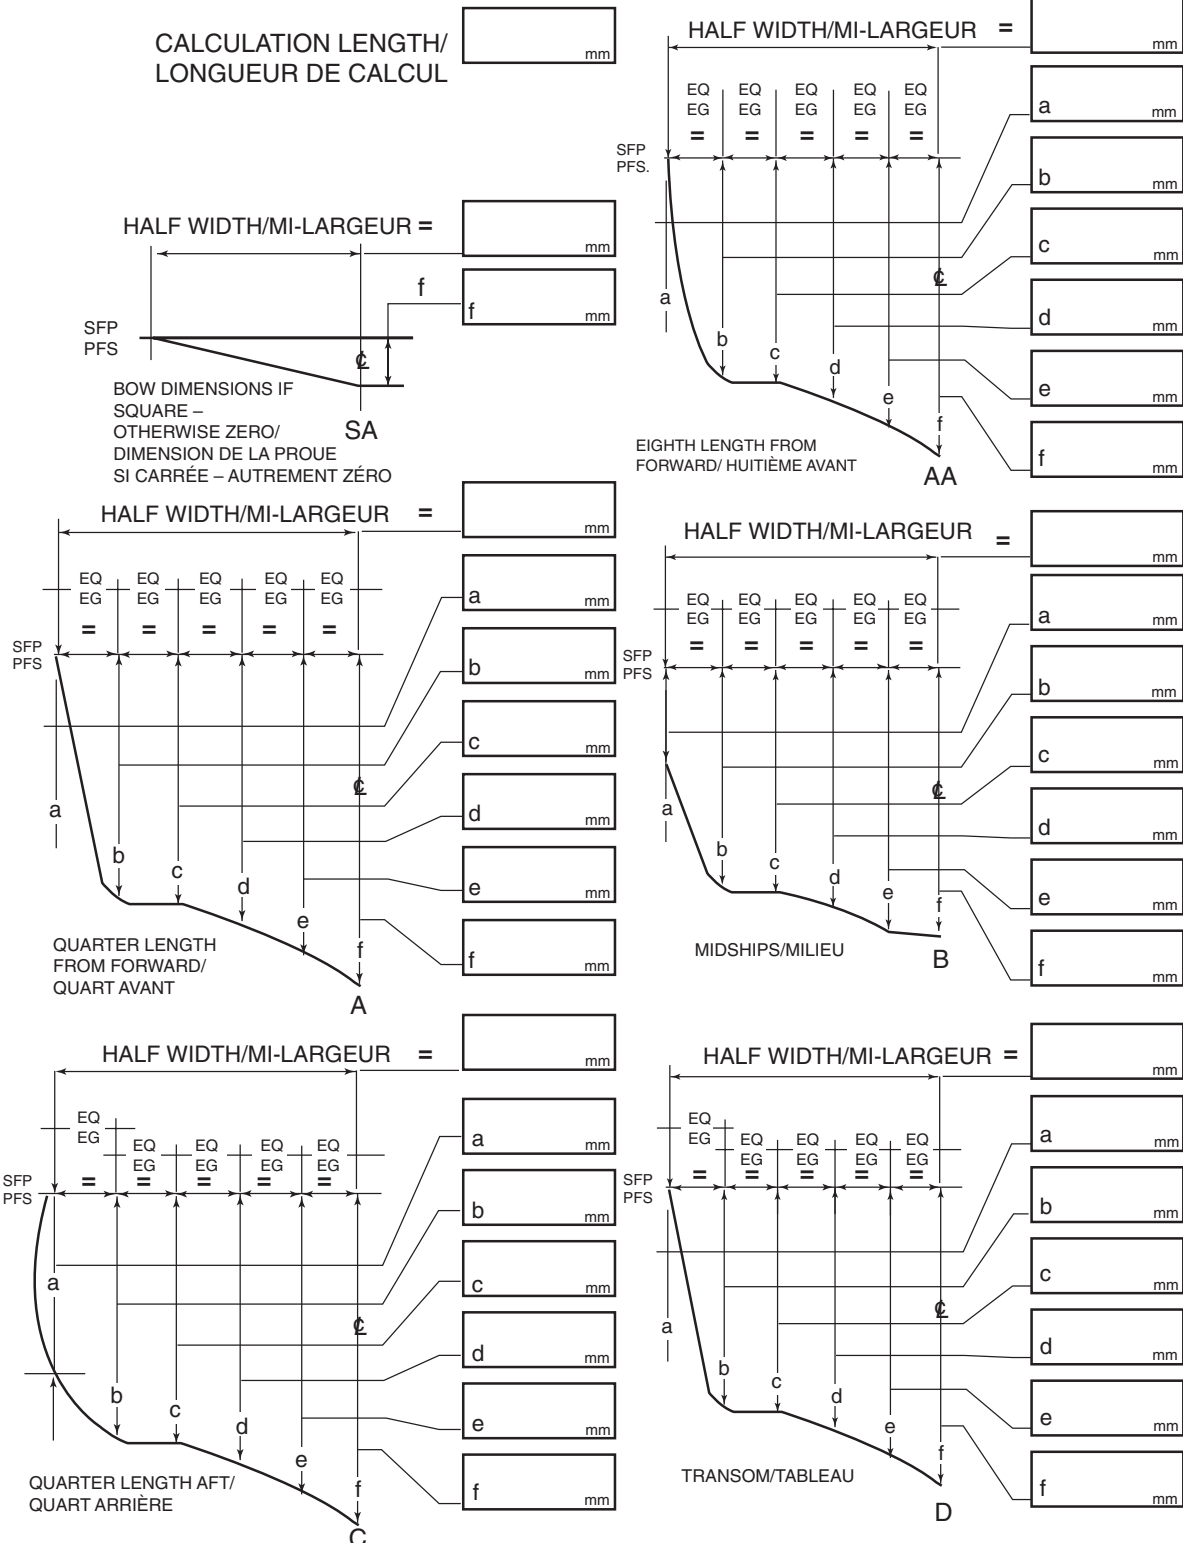 CALCULATION LENGTH/
LONGUEUR DE CALCUL
mm
HALF WIDTH/MI-LARGEUR =
mm
f
f mm
SFP
PFS
℄
BOW DIMENSIONS IF
SQUARE –
OTHERWISE ZERO/
DIMENSION DE LA PROUE
SI CARRÉE – AUTREMENT ZÉRO
SA
HALF WIDTH/MI-LARGEUR =
mm
EQ EQ EQ EQ EQ
EG EG EG EG EG
= = = = =
SFP
PFS.
a mm
b mm
c mm
d mm
e mm
f mm
℄
a
b
c
d
e
f
EIGHTH LENGTH FROM
FORWARD/ HUITIÈME AVANT
AA
HALF WIDTH/MI-LARGEUR =
mm
EQ EQ EQ EQ EQ
EG EG EG EG EG
= = = = =
SFP
PFS
a mm
b mm
c mm
d mm
e mm
f mm
℄
a
b
c
d
e
f
QUARTER LENGTH
FROM FORWARD/
QUART AVANT
A
HALF WIDTH/MI-LARGEUR =
mm
EQ EQ EQ EQ EQ
EG EG EG EG EG
= = = = =
SFP
PFS
a mm
b mm
c mm
d mm
e mm
f mm
℄
a
b
c
d
e
f
MIDSHIPS/MILIEU
B
HALF WIDTH/MI-LARGEUR =
mm
EQ EQ EQ EQ EQ
EG EG EG EG EG
= = = = =
SFP
PFS
a mm
b mm
c mm
d mm
e mm
f mm
℄
a
b
c
d
e
f
QUARTER LENGTH AFT/
QUART ARRIÈRE
C
HALF WIDTH/MI-LARGEUR =
mm
EQ EQ EQ EQ EQ
EG EG EG EG EG
= = = = =
SFP
PFS
a mm
b mm
c mm
d mm
e mm
f mm
℄
a
b
c
d
e
f
TRANSOM/TABLEAU
D